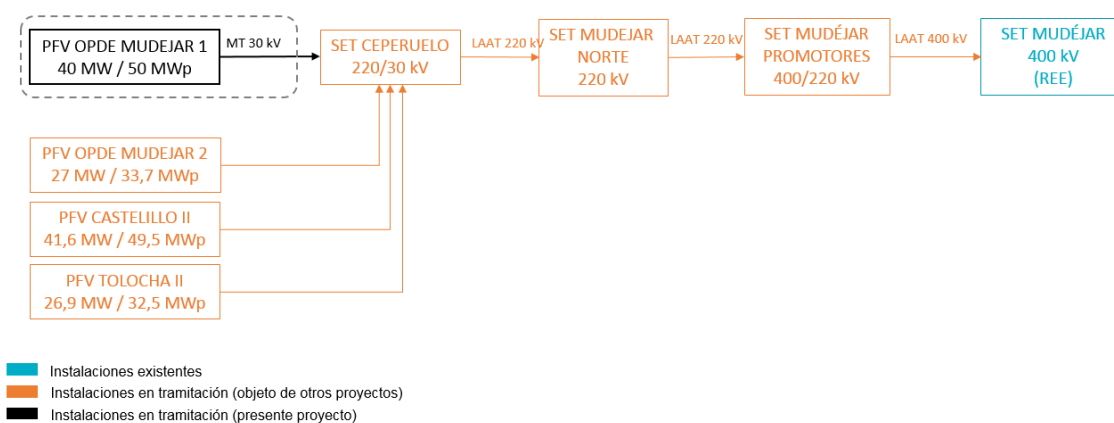 PFV OPDE MUDEJAR 1
40 MW / 50 MWp
MT 30 kV
SET CEPERUELO
220/30 kV
LAAT 220 kV
SET MUDEJAR
NORTE
220 kV
LAAT 220 kV
SET MUDÉJAR
PROMOTORES
400/220 kV
LAAT 400 kV
SET MUDÉJAR
400 kV
(REE)
PFV OPDE MUDEJAR 2
27 MW / 33,7 MWp
PFV CASTELILLO II
41,6 MW / 49,5 MWp
PFV TOLOCHA II
26,9 MW / 32,5 MWp
Instalaciones existentes
Instalaciones en tramitación (objeto de otros proyectos)
Instalaciones en tramitación (presente proyecto)